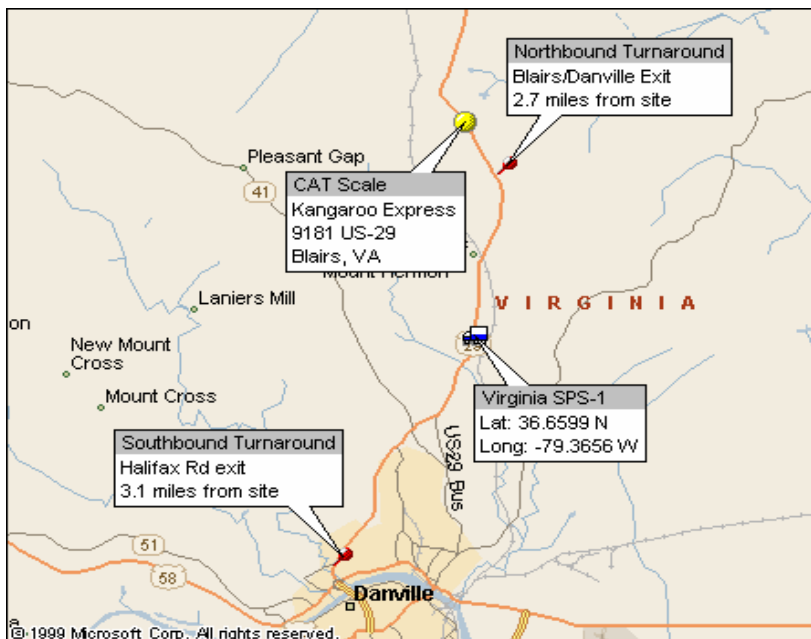 Northbound Turnaround
Blairs/Danville Exit
2.7 miles from site
Pleasant Gap
41
CAT Scale
Kangaroo Express
9181 US-29
Blairs, VA
Mount Hermon
Laniers Mill
VIRGINIA
on
29
New Mount
Cross
Mount Cross
Virginia SPS-1
Lat: 36.6599 N
Long: -79.3656 W
Southbound Turnaround
Halifax Rd exit
3.1 miles from site
US-29 Bus
51
58
Danville
© 1999 Microsoft Corp. All rights reserved.